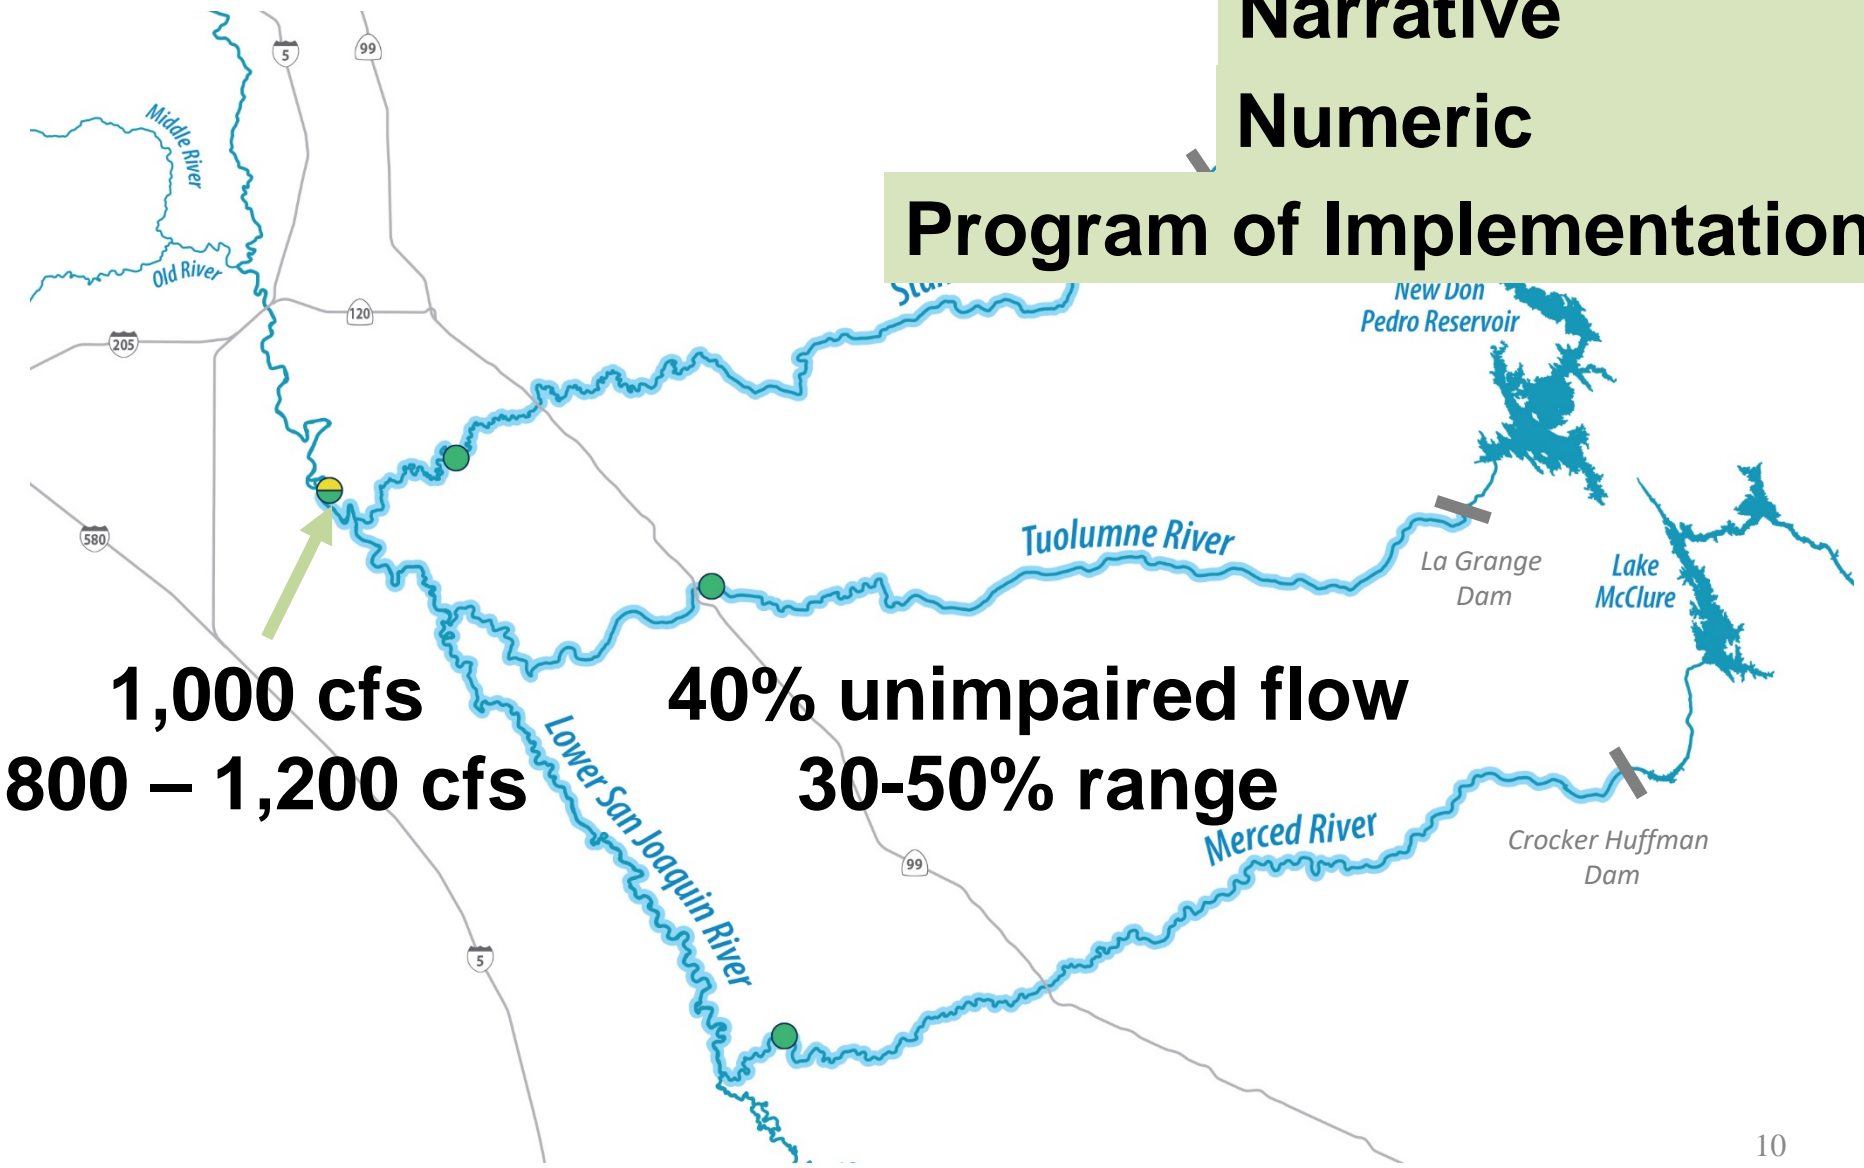 Narrative
Numeric
Program of Implementation
5
99
Middle River
Old River
120
205
New Don
Pedro Reservoir
580
Tuolumne River
La Grange
Dam
Lake
McClure
1,000 cfs
800 – 1,200 cfs
40% unimpaired flow
30-50% range
Lower San Joaquin River
Merced River
Crocker Huffman
Dam
99
5
10